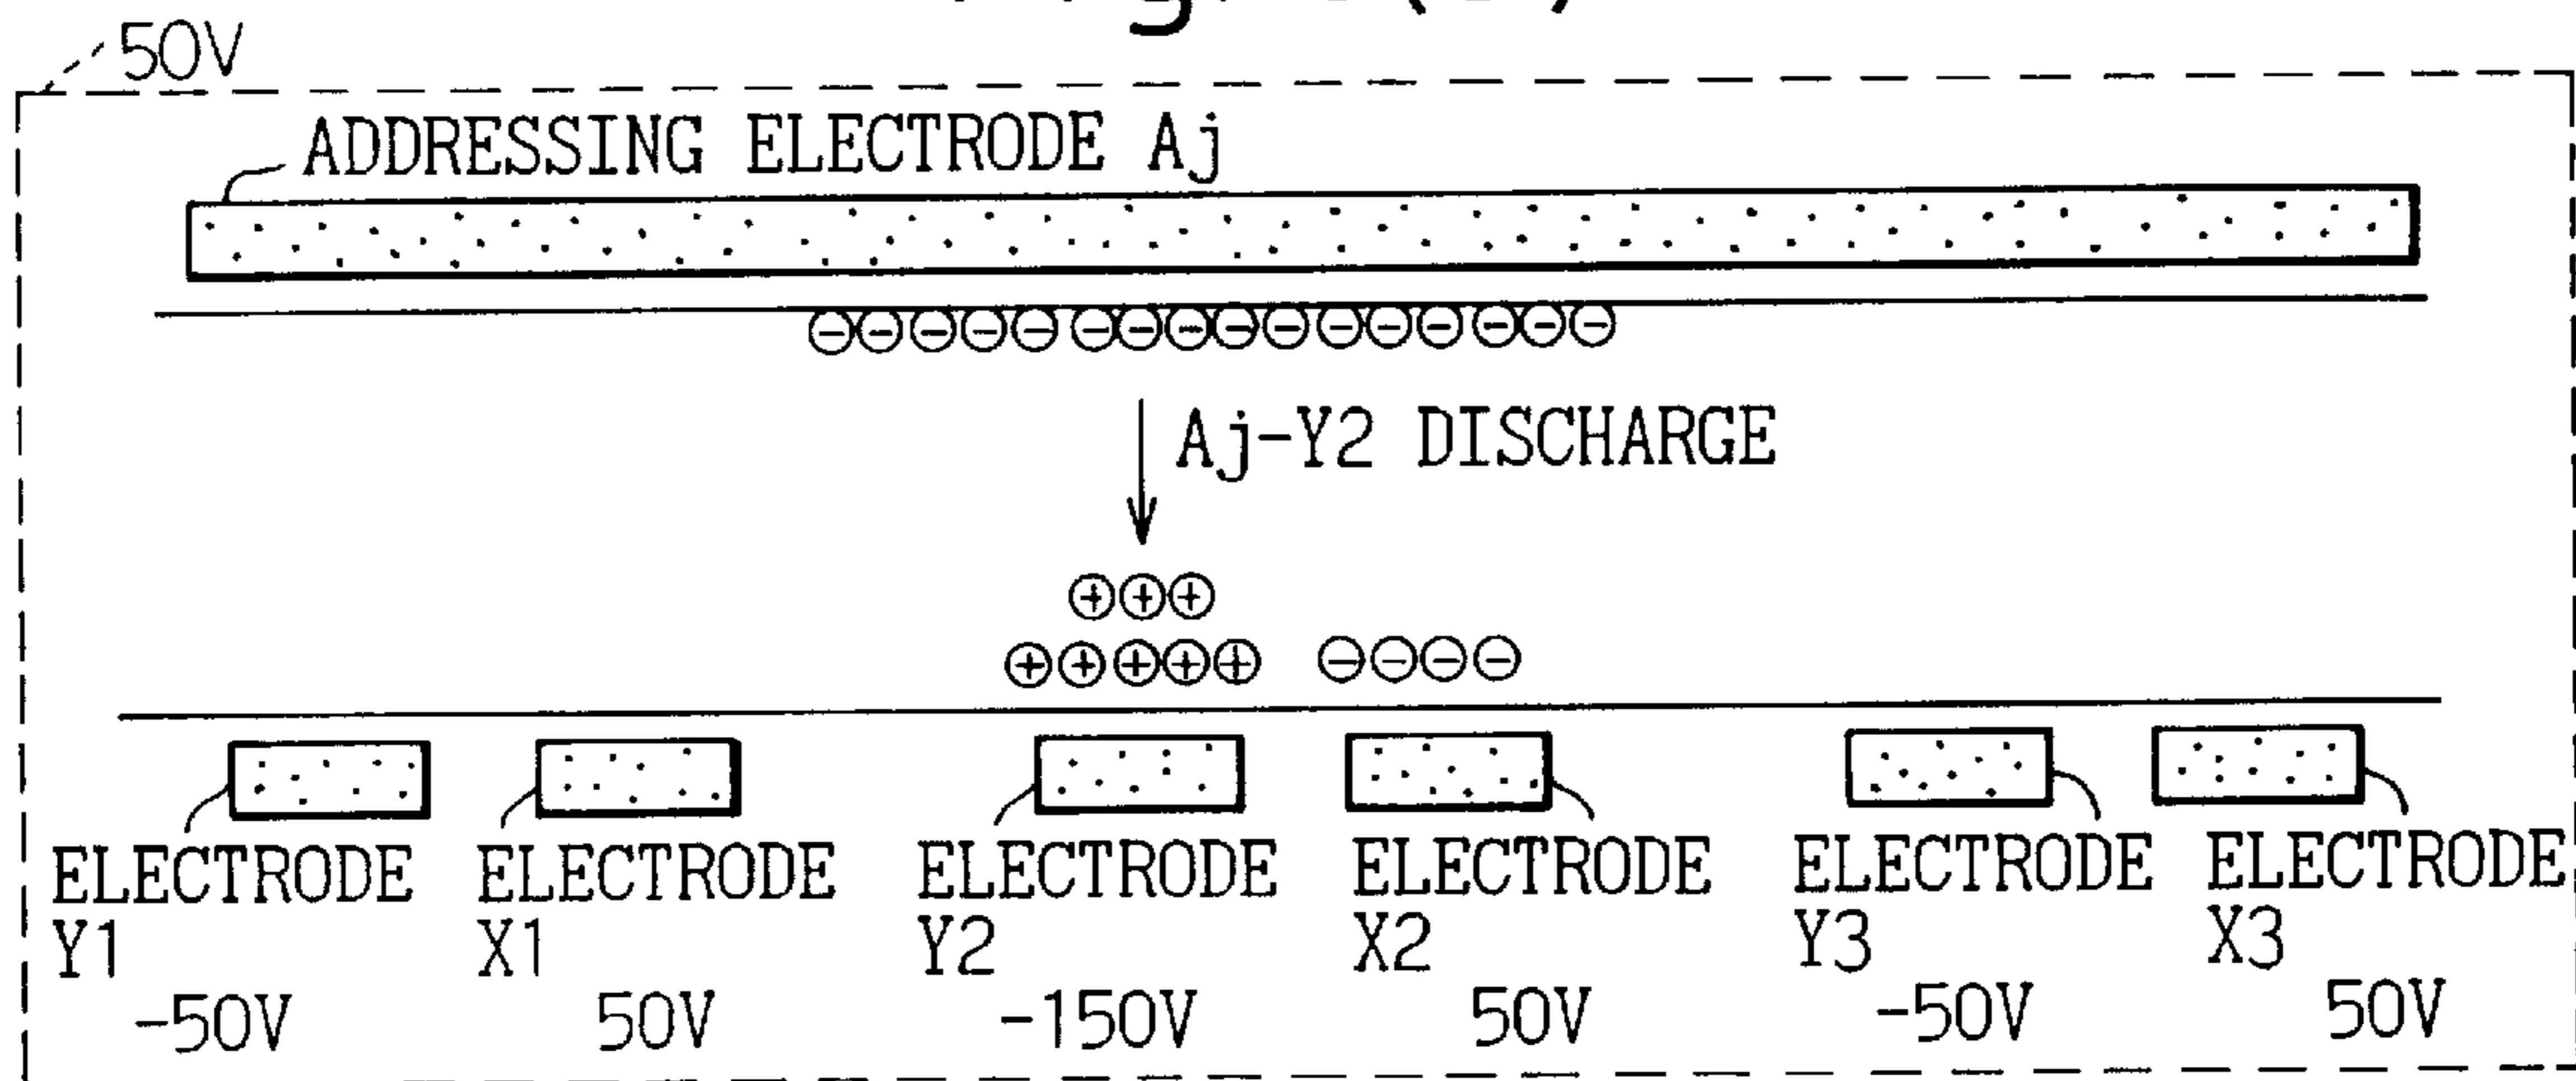 50V
ADDRESSING ELECTRODE Aj
Aj-Y2 DISCHARGE
ELECTRODE Y1
ELECTRODE X1
ELECTRODE Y2
ELECTRODE X2
ELECTRODE Y3
ELECTRODE X3
-50V
50V
-150V
50V
-50V
50V